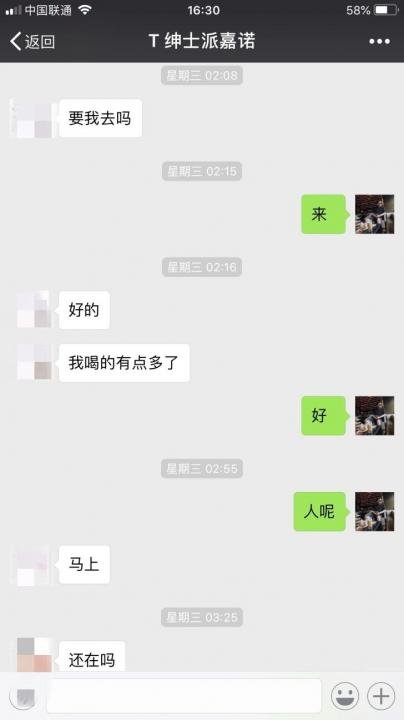 中国联通 16:30 58%
返回 T 绅士派嘉诺
星期三 02:08
要我去吗
星期三 02:15
来
星期三 02:16
好的
我喝的有点多了
好
星期三 02:55
人呢
马上
星期三 03:25
还在吗